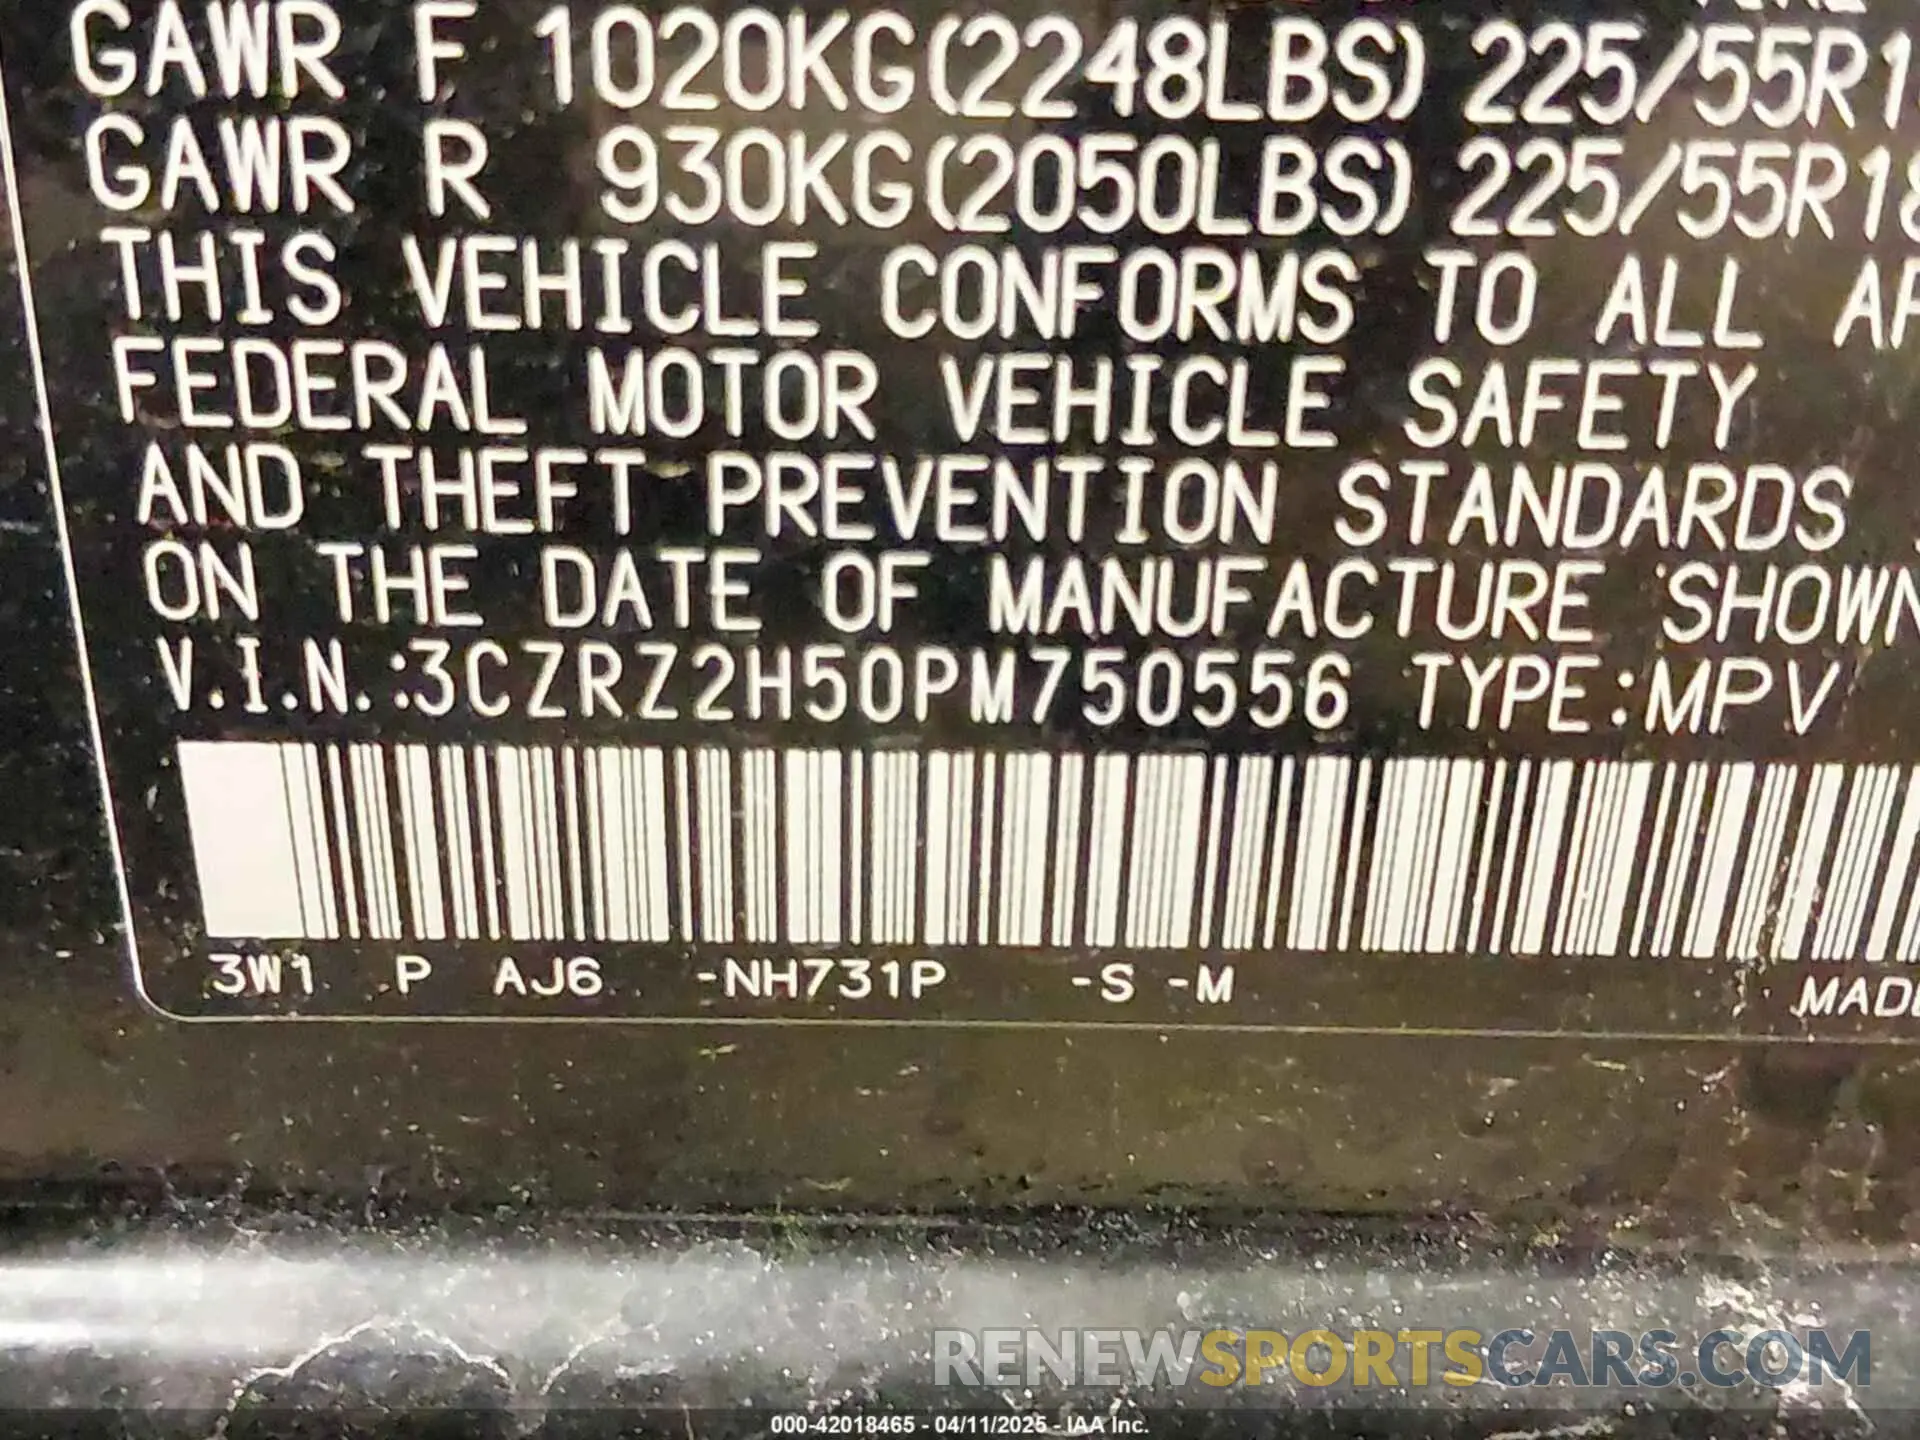 GAWR F 1020KG(2248LBS) 225/55R1
GAWR R 930KG(2050LBS) 225/55R18
THIS VEHICLE CONFORMS TO ALL
FEDERAL MOTOR VEHICLE SAFETY
AND THEFT PREVENTION STANDARDS
ON THE DATE OF MANUFACTURE SHOWN
V.I.N.:3CZRZ2H50PM750556 TYPE:MPV
3W1 P AJ6 -NH731P -S -M MADE
RENEWSPORTSCARS.COM
000-42018465 - 04/11/2025 - IAA Inc.